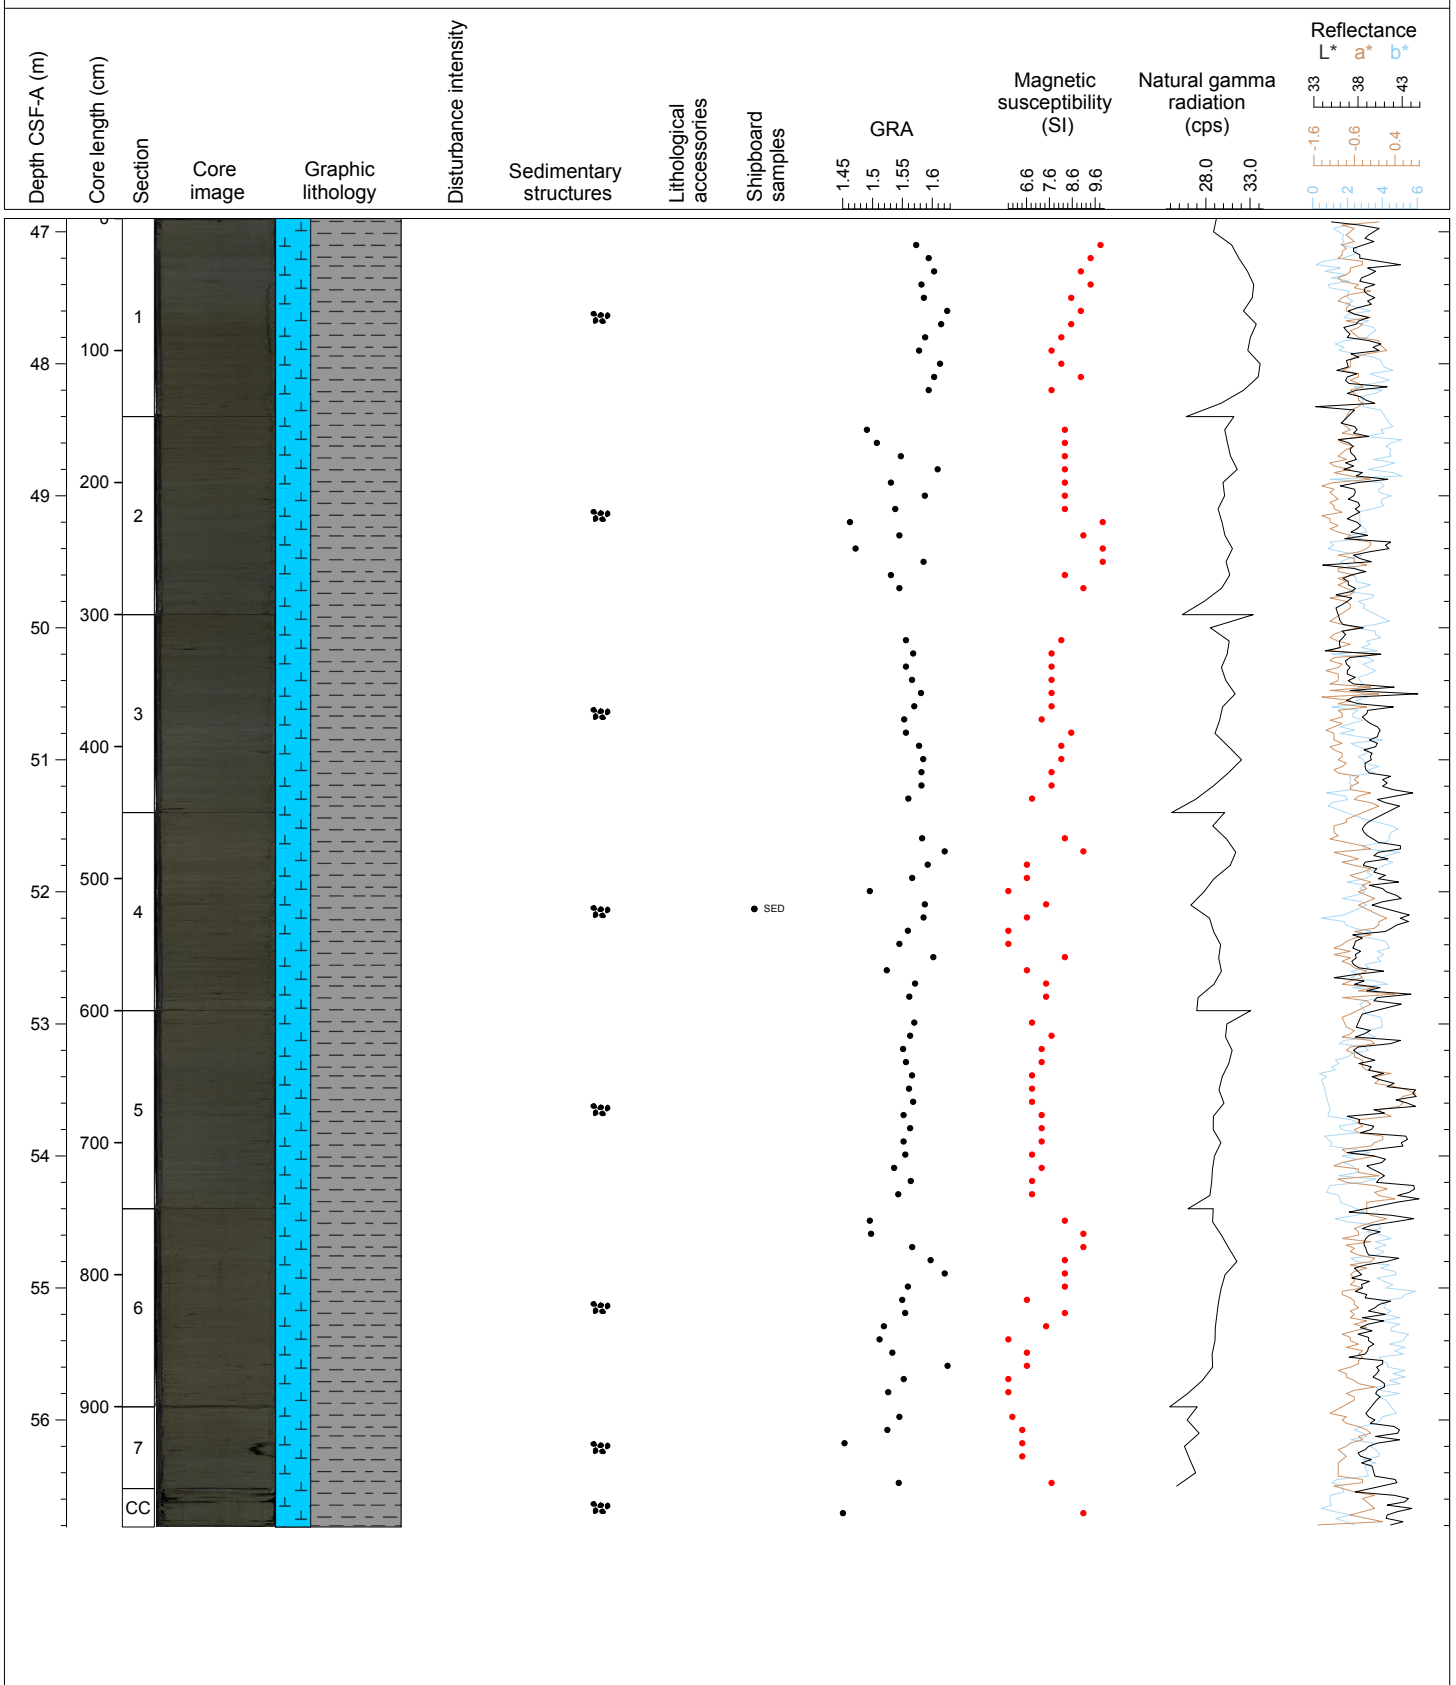 Depth CSF-A (m)
Core length (cm)
Section
Core
image
Graphic
lithology
Disturbance intensity
Sedimentary
structures
Lithological
accessories
Shipboard
samples
GRA
1.45 1.5 1.55 1.6
Magnetic
susceptibility
(SI)
6.6 7.6 8.6 9.6
Natural gamma
radiation
(cps)
28.0 33.0
Reflectance
L* a* b*
33 38 43
-1.6 -0.6 0.4
0 2 4 6
0
47
1
100
48
200
49
2
300
50
3
400
51
500
52
4
SED
600
53
5
700
54
800
55
6
900
56
7
CC